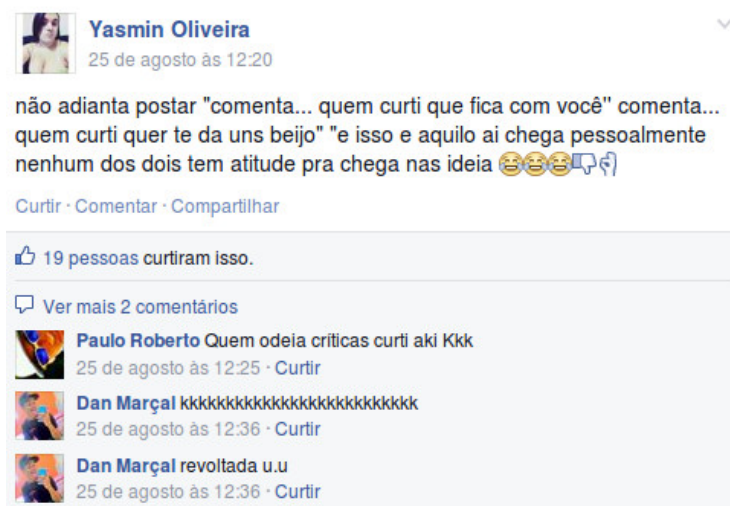 Yasmin Oliveira
25 de agosto às 12:20
não adianta postar "comenta... quem curti que fica com você" comenta...
quem curti quer te da uns beijo" "e isso e aquilo ai chega pessoalmente
nenhum dos dois tem atitude pra chega nas ideia 😂😂😂👎👌
Curtir · Comentar · Compartilhar
19 pessoas curtiram isso.
Ver mais 2 comentários
Paulo Roberto Quem odeia críticas curti aki Kkk
25 de agosto às 12:25 · Curtir
Dan Marçal kkkkkkkkkkkkkkkkkkkkkkkkkk
25 de agosto às 12:36 · Curtir
Dan Marçal revoltada u.u
25 de agosto às 12:36 · Curtir